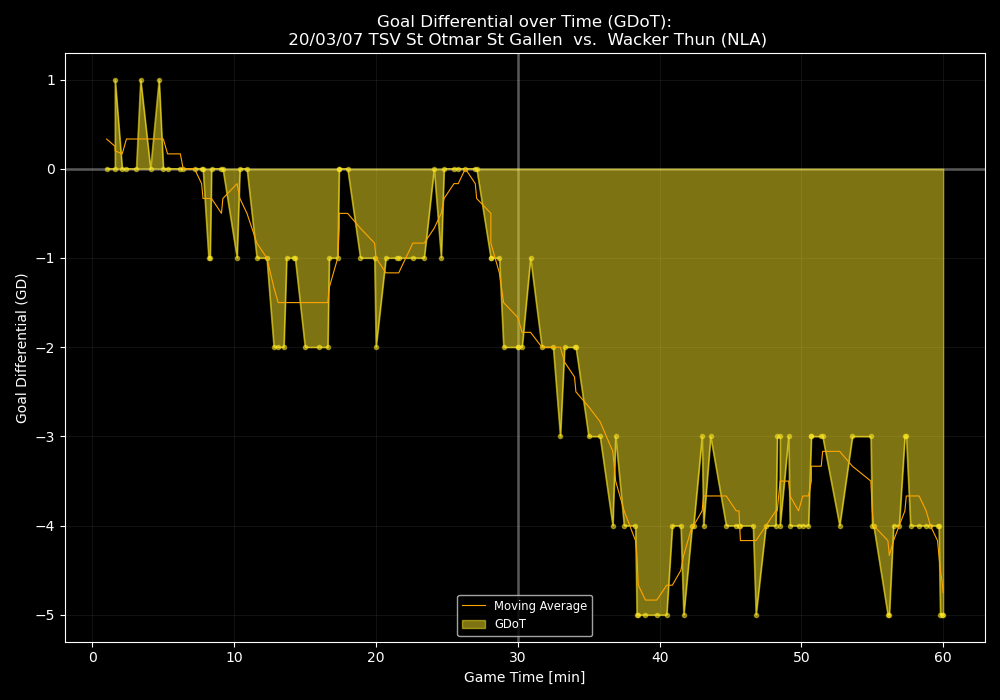 Goal Differential over Time (GDoT):
20/03/07 TSV St Otmar St Gallen  vs.  Wacker Thun (NLA)
Goal Differential (GD)
1
0
−1
−2
−3
−4
−5
Moving Average
GDoT
0 10 20 30 40 50 60
Game Time [min]